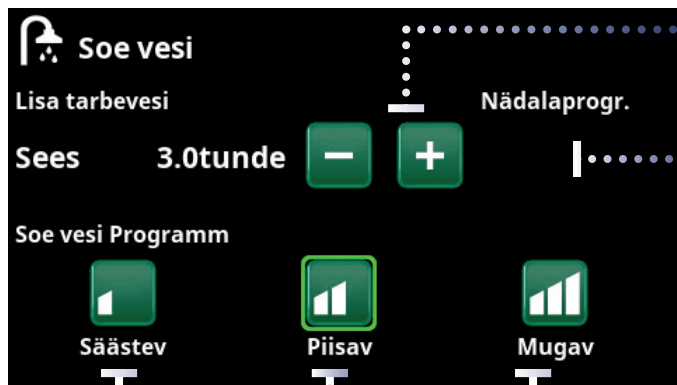 Soe vesi
Lisa tarbevesi Nädalaprogr.
Sees 3.0tunde − +
Soe vesi Programm
Säästev Piisav Mugav